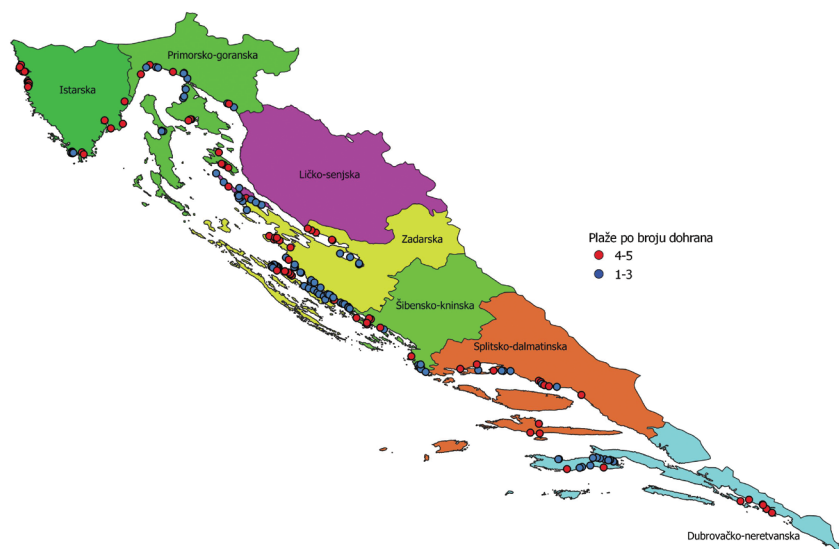 Primorsko-goranska
Istarska
Ličko-senjska
Zadarska
Plaže po broju dohrana
4-5
1-3
Šibensko-kninska
Splitsko-dalmatinska
Dubrovačko-neretvanska